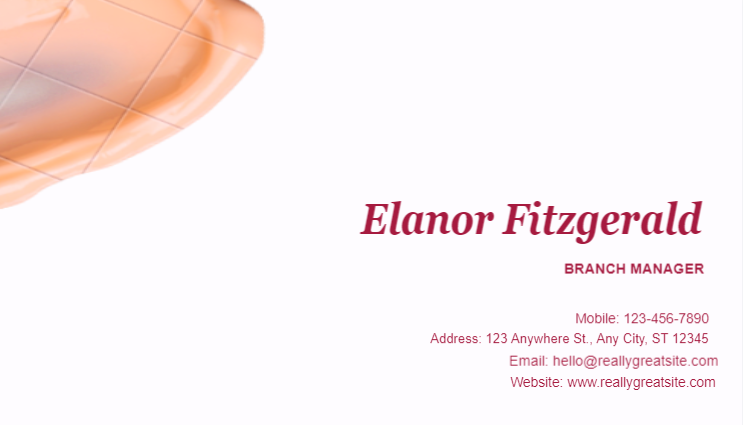 Elanor Fitzgerald
BRANCH MANAGER
Mobile: 123-456-7890
Address: 123 Anywhere St., Any City, ST 12345
Email: hello@reallygreatsite.com
Website: www.reallygreatsite.com